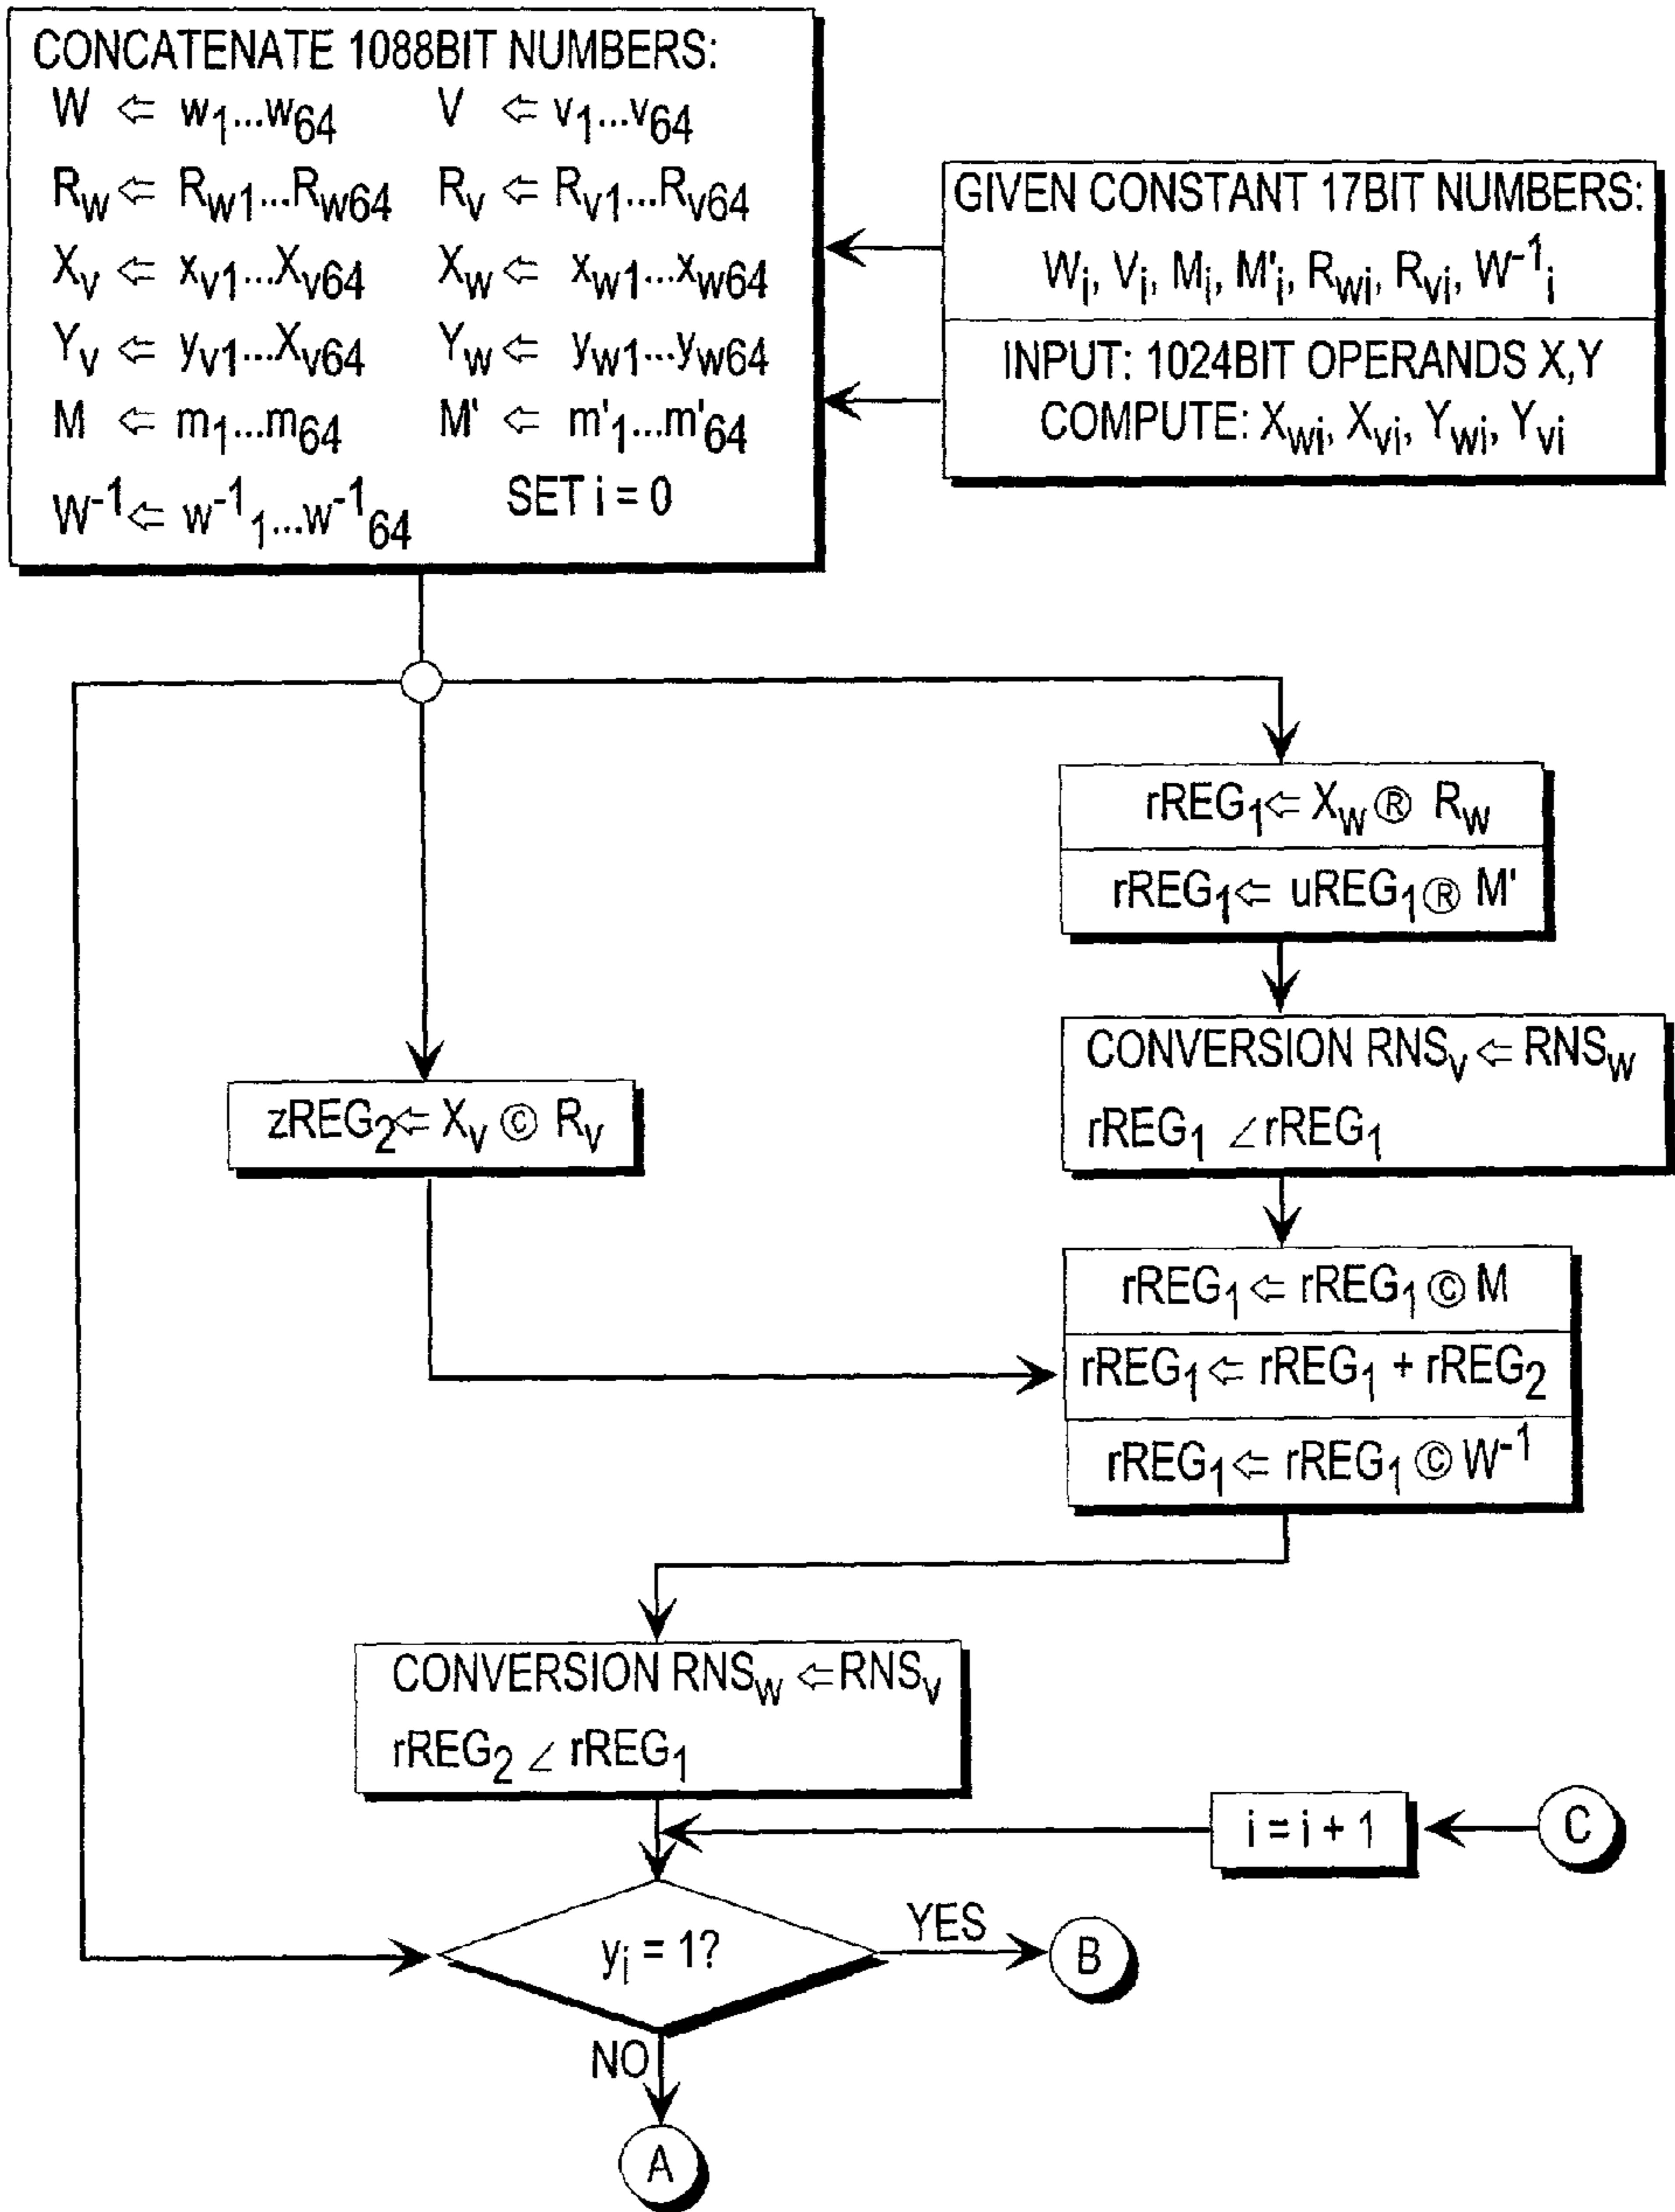 CONCATENATE 1088BIT NUMBERS:
W ⇐ w1...w64 V ⇐ v1...v64
Rw ⇐ Rw1...Rw64 Rv ⇐ Rv1...Rv64
Xv ⇐ xv1...Xv64 Xw ⇐ xw1...xw64
Yv ⇐ yv1...Xv64 Yw ⇐ yw1...yw64
M ⇐ m1...m64 M' ⇐ m'1...m'64
W-1 ⇐ w-11...w-164 SET i = 0
GIVEN CONSTANT 17BIT NUMBERS:
Wi, Vi, Mi, M'i, Rwi, Rvi, W-1i
INPUT: 1024BIT OPERANDS X,Y
COMPUTE: Xwi, Xvi, Ywi, Yvi
rREG1 ⇐ Xw Ⓡ Rw
rREG1 ⇐ uREG1 Ⓡ M'
CONVERSION RNSv ⇐ RNSw
rREG1 ∠ rREG1
zREG2 ⇐ Xv © Rv
rREG1 ⇐ rREG1 © M
rREG1 ⇐ rREG1 + rREG2
rREG1 ⇐ rREG1 © W-1
CONVERSION RNSw ⇐ RNSv
rREG2 ∠ rREG1
i = i + 1
C
yi = 1?
YES
B
NO
A